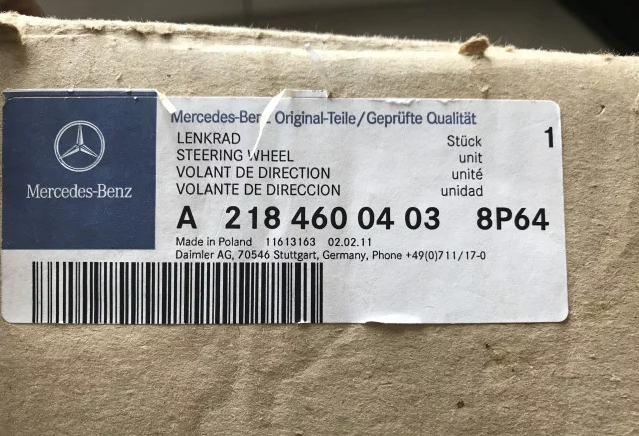 Mercedes-Benz
Mercedes-Benz Original-Teile/Geprüfte Qualität
LENKRAD Stück 1
STEERING WHEEL unit
VOLANT DE DIRECTION unité
VOLANTE DE DIRECCION unidad
A 218 460 04 03 8P64
Made in Poland 11613163 02.02.11
Daimler AG, 70546 Stuttgart, Germany, Phone +49(0)711/17-0